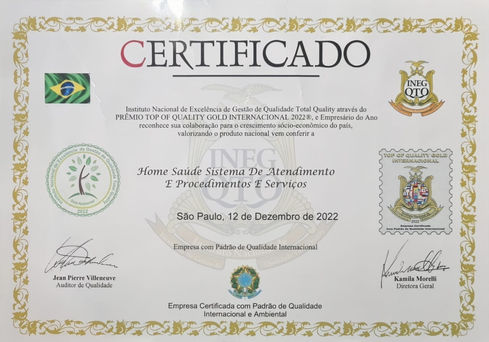 CERTIFICADO
INEG
QTQ
Instituto Nacional de Excelência de Gestão de Qualidade Total Quality através do
PRÊMIO TOP OF QUALITY GOLD INTERNACIONAL 2022®, e Empresário do Ano
reconhece sua colaboração para o crescimento sócio-econômico do país,
valorizando o produto nacional vem conferir a
TOP OF QUALITY GOLD
INTERNACIONAL
INEG
Home Saúde Sistema De Atendimento
E Procedimentos E Serviços
2022
São Paulo, 12 de Dezembro de 2022
Empresa Certificada
Empresa com Padrão de Qualidade Internacional
Jean Pierre Villeneuve
Auditor de Qualidade
Kamila Morelli
Diretora Geral
Empresa Certificada com Padrão de Qualidade
Internacional e Ambiental